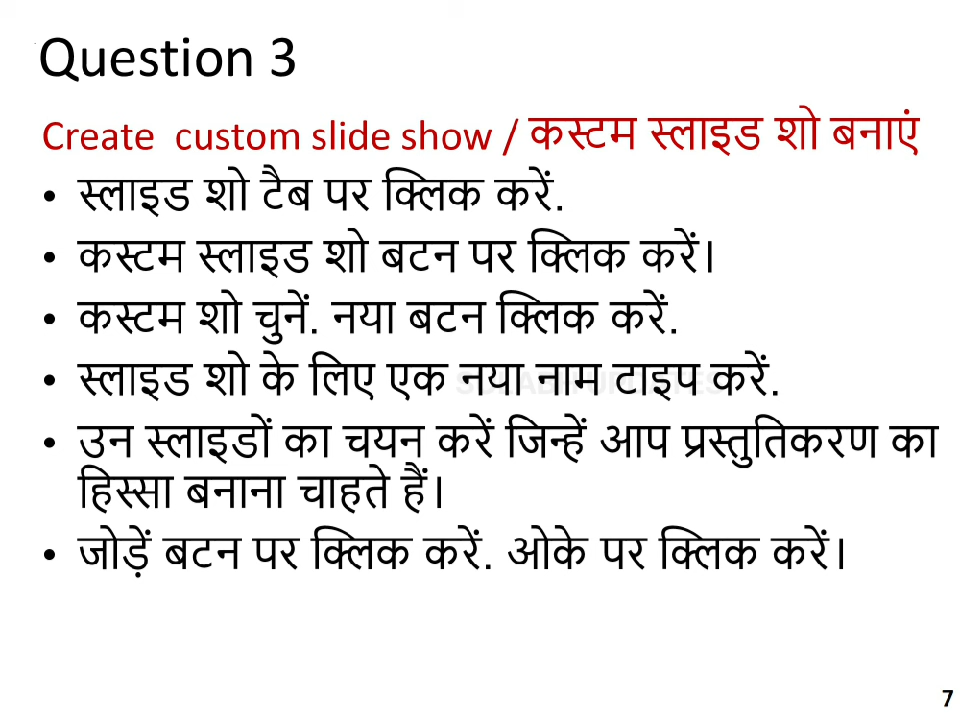 Question 3
Create custom slide show / कस्टम स्लाइड शो बनाएं
• स्लाइड शो टैब पर क्लिक करें.
• कस्टम स्लाइड शो बटन पर क्लिक करें।
• कस्टम शो चुनें. नया बटन क्लिक करें.
• स्लाइड शो के लिए एक नया नाम टाइप करें.
• उन स्लाइडों का चयन करें जिन्हें आप प्रस्तुतिकरण का
हिस्सा बनाना चाहते हैं।
• जोड़ें बटन पर क्लिक करें. ओके पर क्लिक करें।
7